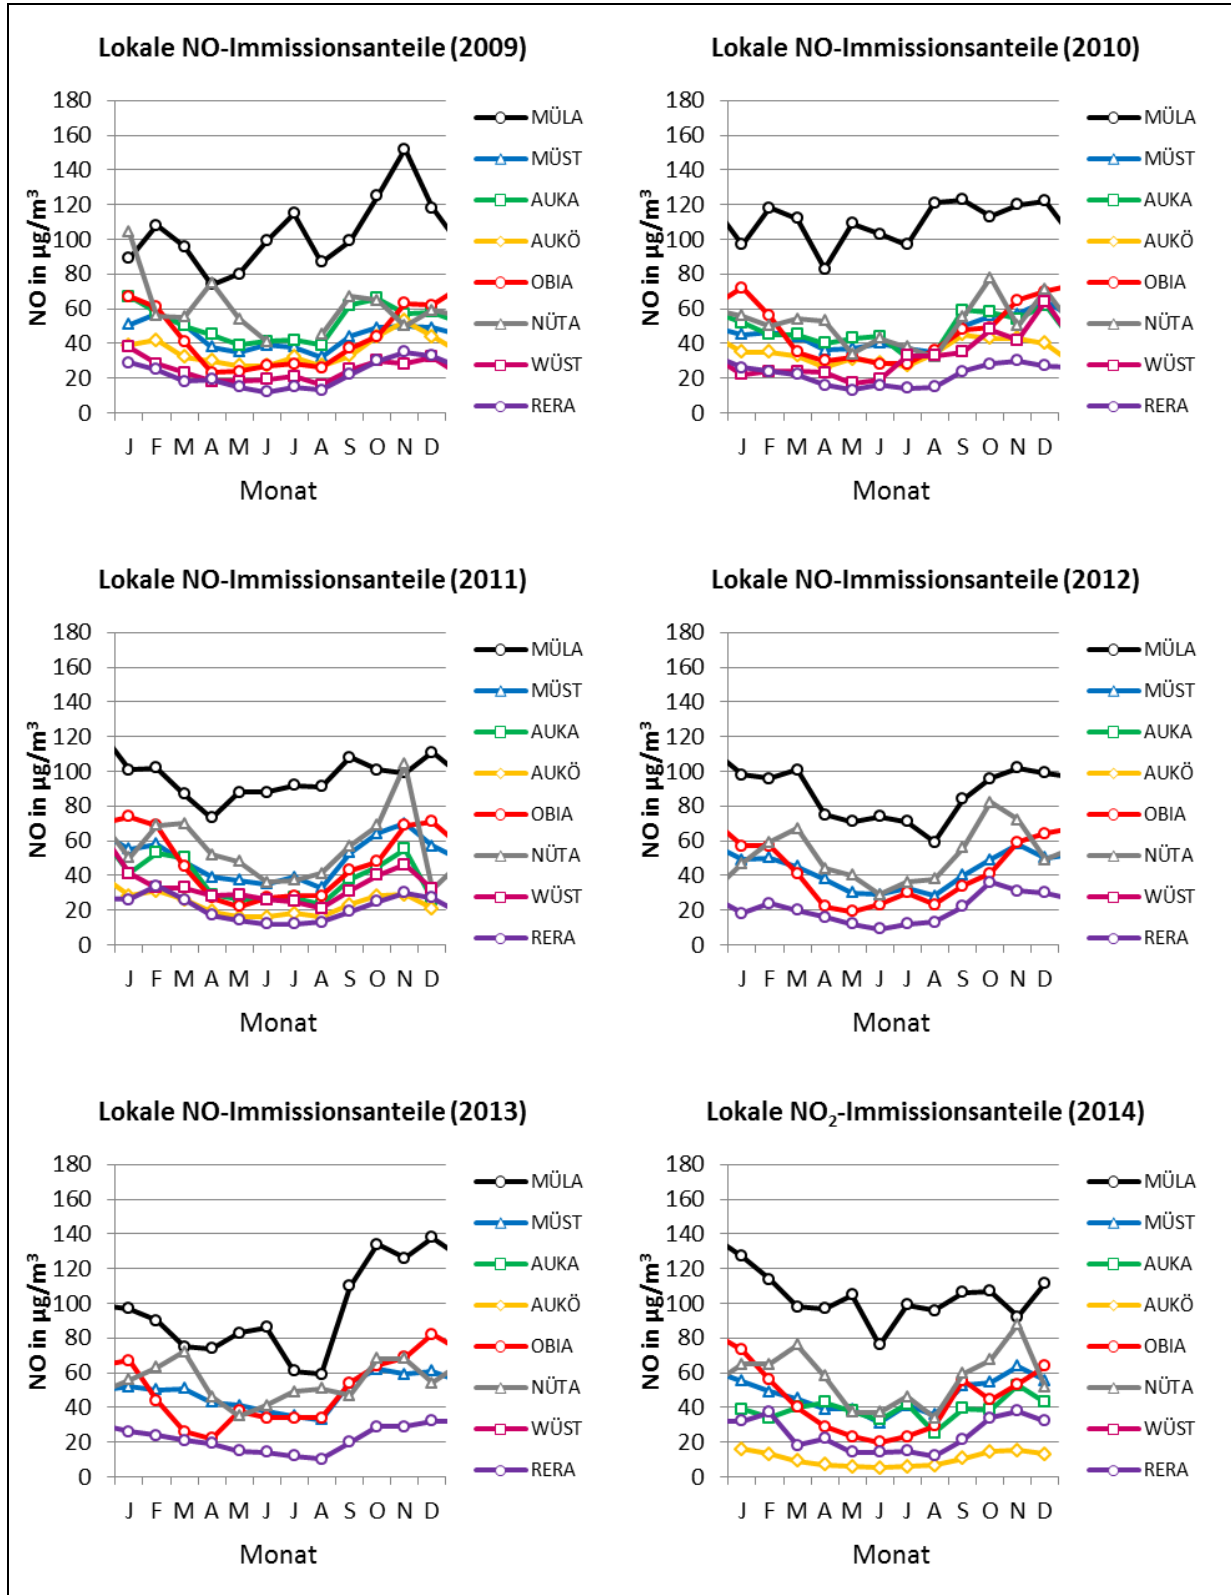 Lokale NO-Immissionsanteile (2009)
NO in µg/m³
180
160
140
120
100
80
60
40
20
0
J F M A M J J A S O N D
Monat
MÜLA
MÜST
AUKA
AUKÖ
OBIA
NÜTA
WÜST
RERA
Lokale NO-Immissionsanteile (2010)
NO in µg/m³
180
160
140
120
100
80
60
40
20
0
J F M A M J J A S O N D
Monat
MÜLA
MÜST
AUKA
AUKÖ
OBIA
NÜTA
WÜST
RERA
Lokale NO-Immissionsanteile (2011)
NO in µg/m³
180
160
140
120
100
80
60
40
20
0
J F M A M J J A S O N D
Monat
MÜLA
MÜST
AUKA
AUKÖ
OBIA
NÜTA
WÜST
RERA
Lokale NO-Immissionsanteile (2012)
NO in µg/m³
180
160
140
120
100
80
60
40
20
0
J F M A M J J A S O N D
Monat
MÜLA
MÜST
AUKA
AUKÖ
OBIA
NÜTA
WÜST
RERA
Lokale NO-Immissionsanteile (2013)
NO in µg/m³
180
160
140
120
100
80
60
40
20
0
J F M A M J J A S O N D
Monat
MÜLA
MÜST
AUKA
AUKÖ
OBIA
NÜTA
WÜST
RERA
Lokale NO₂-Immissionsanteile (2014)
NO in µg/m³
180
160
140
120
100
80
60
40
20
0
J F M A M J J A S O N D
Monat
MÜLA
MÜST
AUKA
AUKÖ
OBIA
NÜTA
WÜST
RERA